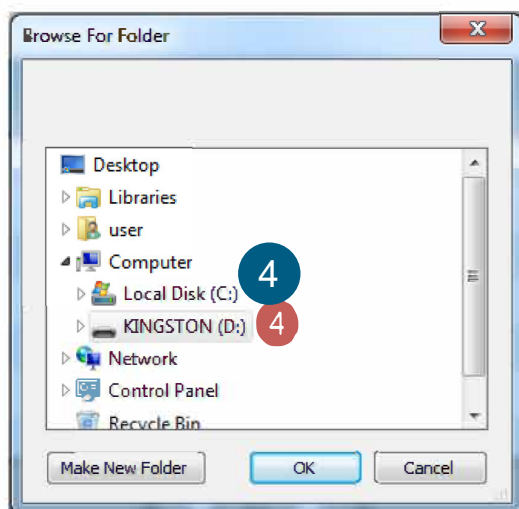 Browse For Folder
Desktop
Libraries
user
Computer
4
Local Disk (C:)
KINGSTON (D:)
4
Network
Control Panel
Recycle Bin
Make New Folder
OK
Cancel